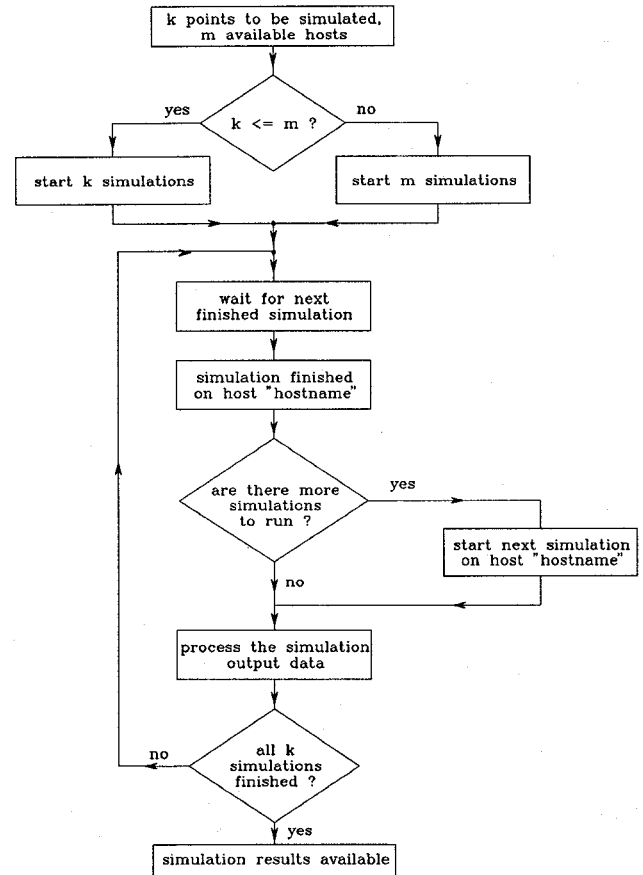 k points to be simulated,
m available hosts
yes
k <= m ?
no
start k simulations
start m simulations
wait for next
finished simulation
simulation finished
on host "hostname"
are there more
simulations
to run ?
yes
start next simulation
on host "hostname"
no
process the simulation
output data
no
all k
simulations
finished ?
yes
simulation results available